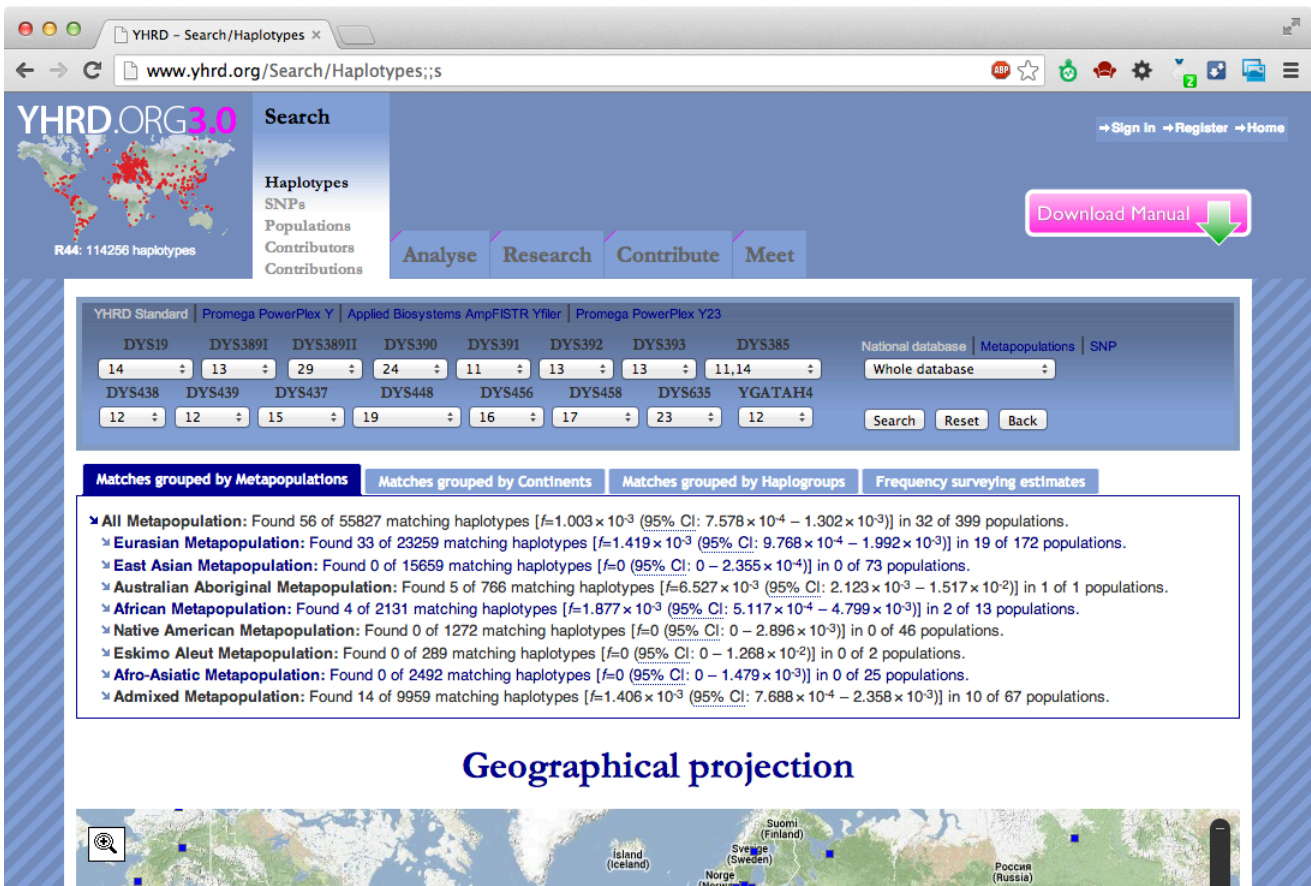 YHRD – Search/Haplotypes ×
www.yhrd.org/Search/Haplotypes;;s
ABP
2
YHRD.ORG3.0
R44: 114256 haplotypes
Search
Haplotypes
SNPs
Populations
Contributors
Contributions
Analyse Research Contribute Meet
→Sign in →Register →Home
Download Manual
YHRD Standard | Promega PowerPlex Y | Applied Biosystems AmpFlSTR Yfiler | Promega PowerPlex Y23
DYS19 DYS389I DYS389II DYS390 DYS391 DYS392 DYS393 DYS385
National database | Metapopulations | SNP
14 13 29 24 11 13 13 11,14 Whole database
DYS438 DYS439 DYS437 DYS448 DYS456 DYS458 DYS635 YGATAH4
12 12 15 19 16 17 23 12 Search Reset Back
Matches grouped by Metapopulations Matches grouped by Continents Matches grouped by Haplogroups Frequency surveying estimates
All Metapopulation: Found 56 of 55827 matching haplotypes [f=1.003×10-3 (95% CI: 7.578×10-4 – 1.302×10-3)] in 32 of 399 populations.
Eurasian Metapopulation: Found 33 of 23259 matching haplotypes [f=1.419×10-3 (95% CI: 9.768×10-4 – 1.992×10-3)] in 19 of 172 populations.
East Asian Metapopulation: Found 0 of 15659 matching haplotypes [f=0 (95% CI: 0 – 2.355×10-4)] in 0 of 73 populations.
Australian Aboriginal Metapopulation: Found 5 of 766 matching haplotypes [f=6.527×10-3 (95% CI: 2.123×10-3 – 1.517×10-2)] in 1 of 1 populations.
African Metapopulation: Found 4 of 2131 matching haplotypes [f=1.877×10-3 (95% CI: 5.117×10-4 – 4.799×10-3)] in 2 of 13 populations.
Native American Metapopulation: Found 0 of 1272 matching haplotypes [f=0 (95% CI: 0 – 2.896×10-3)] in 0 of 46 populations.
Eskimo Aleut Metapopulation: Found 0 of 289 matching haplotypes [f=0 (95% CI: 0 – 1.268×10-2)] in 0 of 2 populations.
Afro-Asiatic Metapopulation: Found 0 of 2492 matching haplotypes [f=0 (95% CI: 0 – 1.479×10-3)] in 0 of 25 populations.
Admixed Metapopulation: Found 14 of 9959 matching haplotypes [f=1.406×10-3 (95% CI: 7.688×10-4 – 2.358×10-3)] in 10 of 67 populations.
Geographical projection
Suomi
(Finland)
Ísland
(Iceland)
Sverige
(Sweden)
Norge
Россия
(Russia)